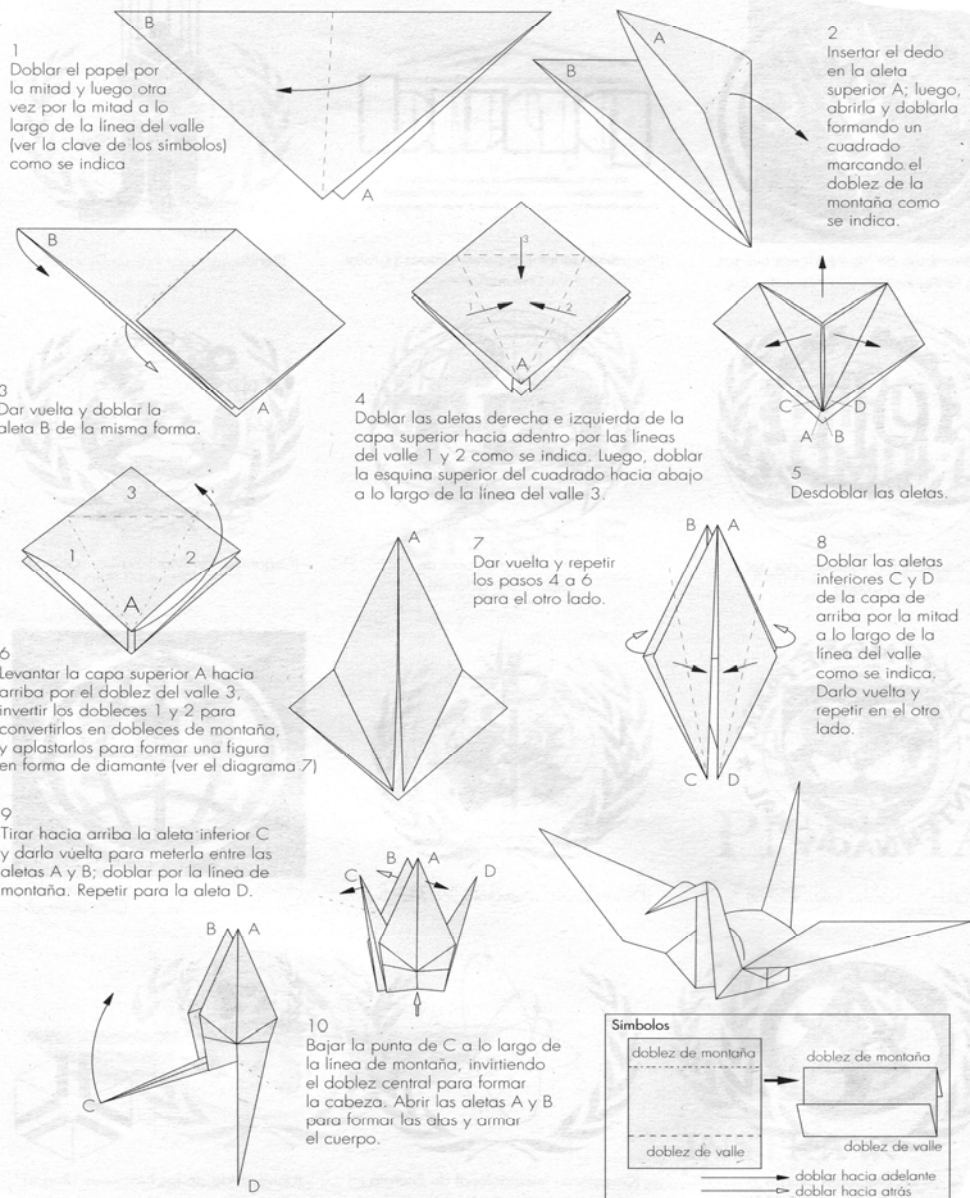 1
Doblar el papel por
la mitad y luego otra
vez por la mitad a lo
largo de la línea del valle
(ver la clave de los símbolos)
como se indica
B
A
A
B
2
Insertar el dedo
en la aleta
superior A; luego,
abrirla y doblarla
formando un
cuadrado
marcando el
doblez de la
montaña como
se indica.
B
A
3
Dar vuelta y doblar la
aleta B de la misma forma.
3
1
2
A
4
Doblar las aletas derecha e izquierda de la
capa superior hacia adentro por las líneas
del valle 1 y 2 como se indica. Luego, doblar
la esquina superior del cuadrado hacia abajo
a lo largo de la línea del valle 3.
C
D
A
B
5
Desdoblar las aletas.
3
1
2
A
6
Levantar la capa superior A hacia
arriba por el doblez del valle 3,
invertir los dobleces 1 y 2 para
convertirlos en dobleces de montaña,
y aplastarlos para formar una figura
en forma de diamante (ver el diagrama 7)
A
7
Dar vuelta y repetir
los pasos 4 a 6
para el otro lado.
B
A
C
D
8
Doblar las aletas
inferiores C y D
de la capa de
arriba por la mitad
a lo largo de la
línea del valle
como se indica.
Darlo vuelta y
repetir en el otro
lado.
9
Tirar hacia arriba la aleta inferior C
y darla vuelta para meterla entre las
aletas A y B; doblar por la línea de
montaña. Repetir para la aleta D.
B
A
C
D
C
B
A
D
10
Bajar la punta de C a lo largo de
la línea de montaña, invirtiendo
el doblez central para formar
la cabeza. Abrir las aletas A y B
para formar las alas y armar
el cuerpo.
Símbolos
doblez de montaña
doblez de valle
doblez de montaña
doblez de valle
doblar hacia adelante
doblar hacia atrás